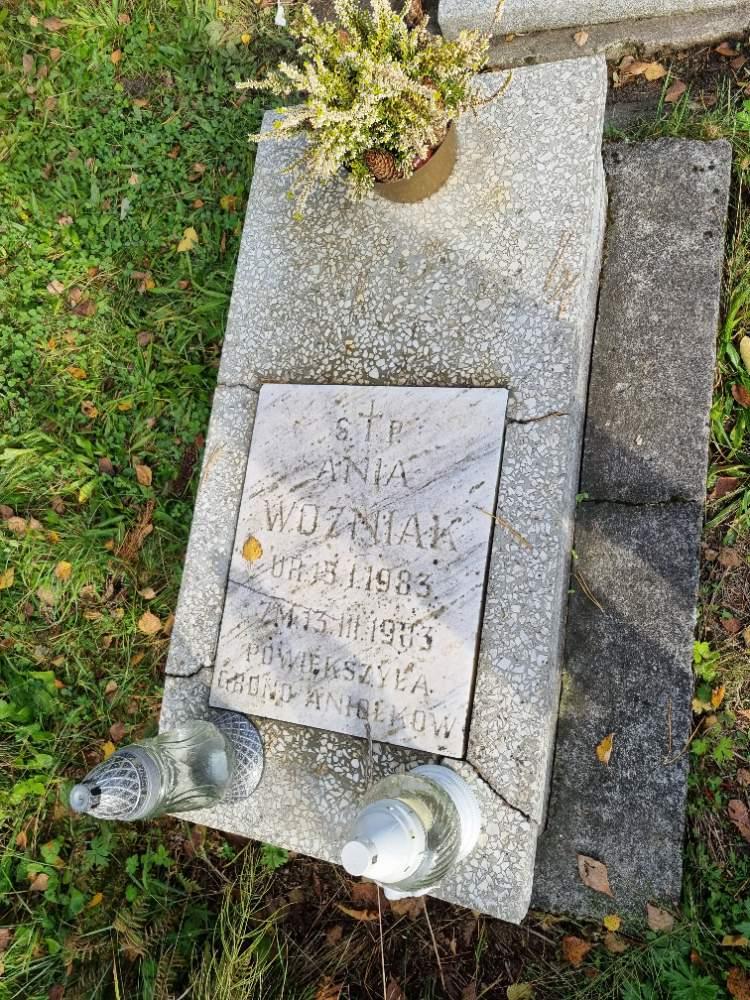 Ś.†P.
ANIA
WOŹNIAK
UR.15.I.1983.
ZM.13.III.1983
POWIĘKSZYŁA
GRONO ANIOŁKÓW